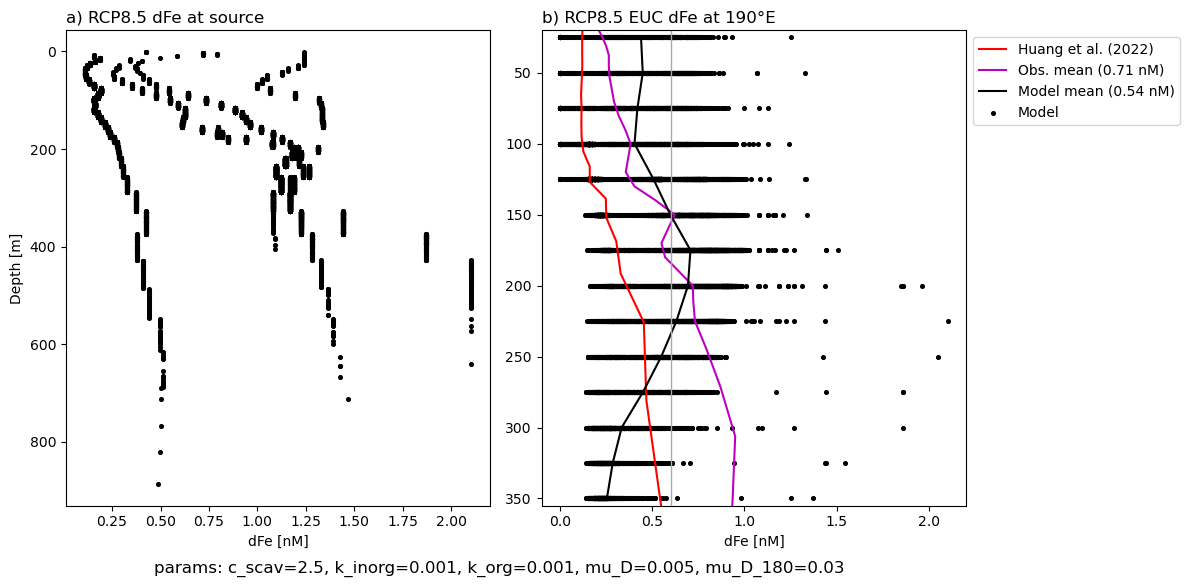 a) RCP8.5 dFe at source
b) RCP8.5 EUC dFe at 190°E
Depth [m]
0
200
400
600
800
0.25 0.50 0.75 1.00 1.25 1.50 1.75 2.00
dFe [nM]
50
100
150
200
250
300
350
0.0 0.5 1.0 1.5 2.0
dFe [nM]
Huang et al. (2022)
Obs. mean (0.71 nM)
Model mean (0.54 nM)
Model
params: c_scav=2.5, k_inorg=0.001, k_org=0.001, mu_D=0.005, mu_D_180=0.03